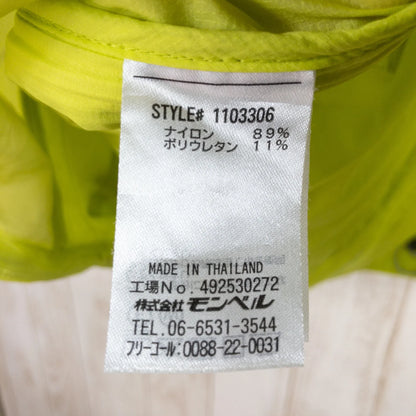 STYLE# 1103306
ナイロン 89%
ポリウレタン 11%
MADE IN THAILAND
工場No. 492530272
株式会社 モンベル
TEL. 06-6531-3544
フリーコール: 0088-22-0031